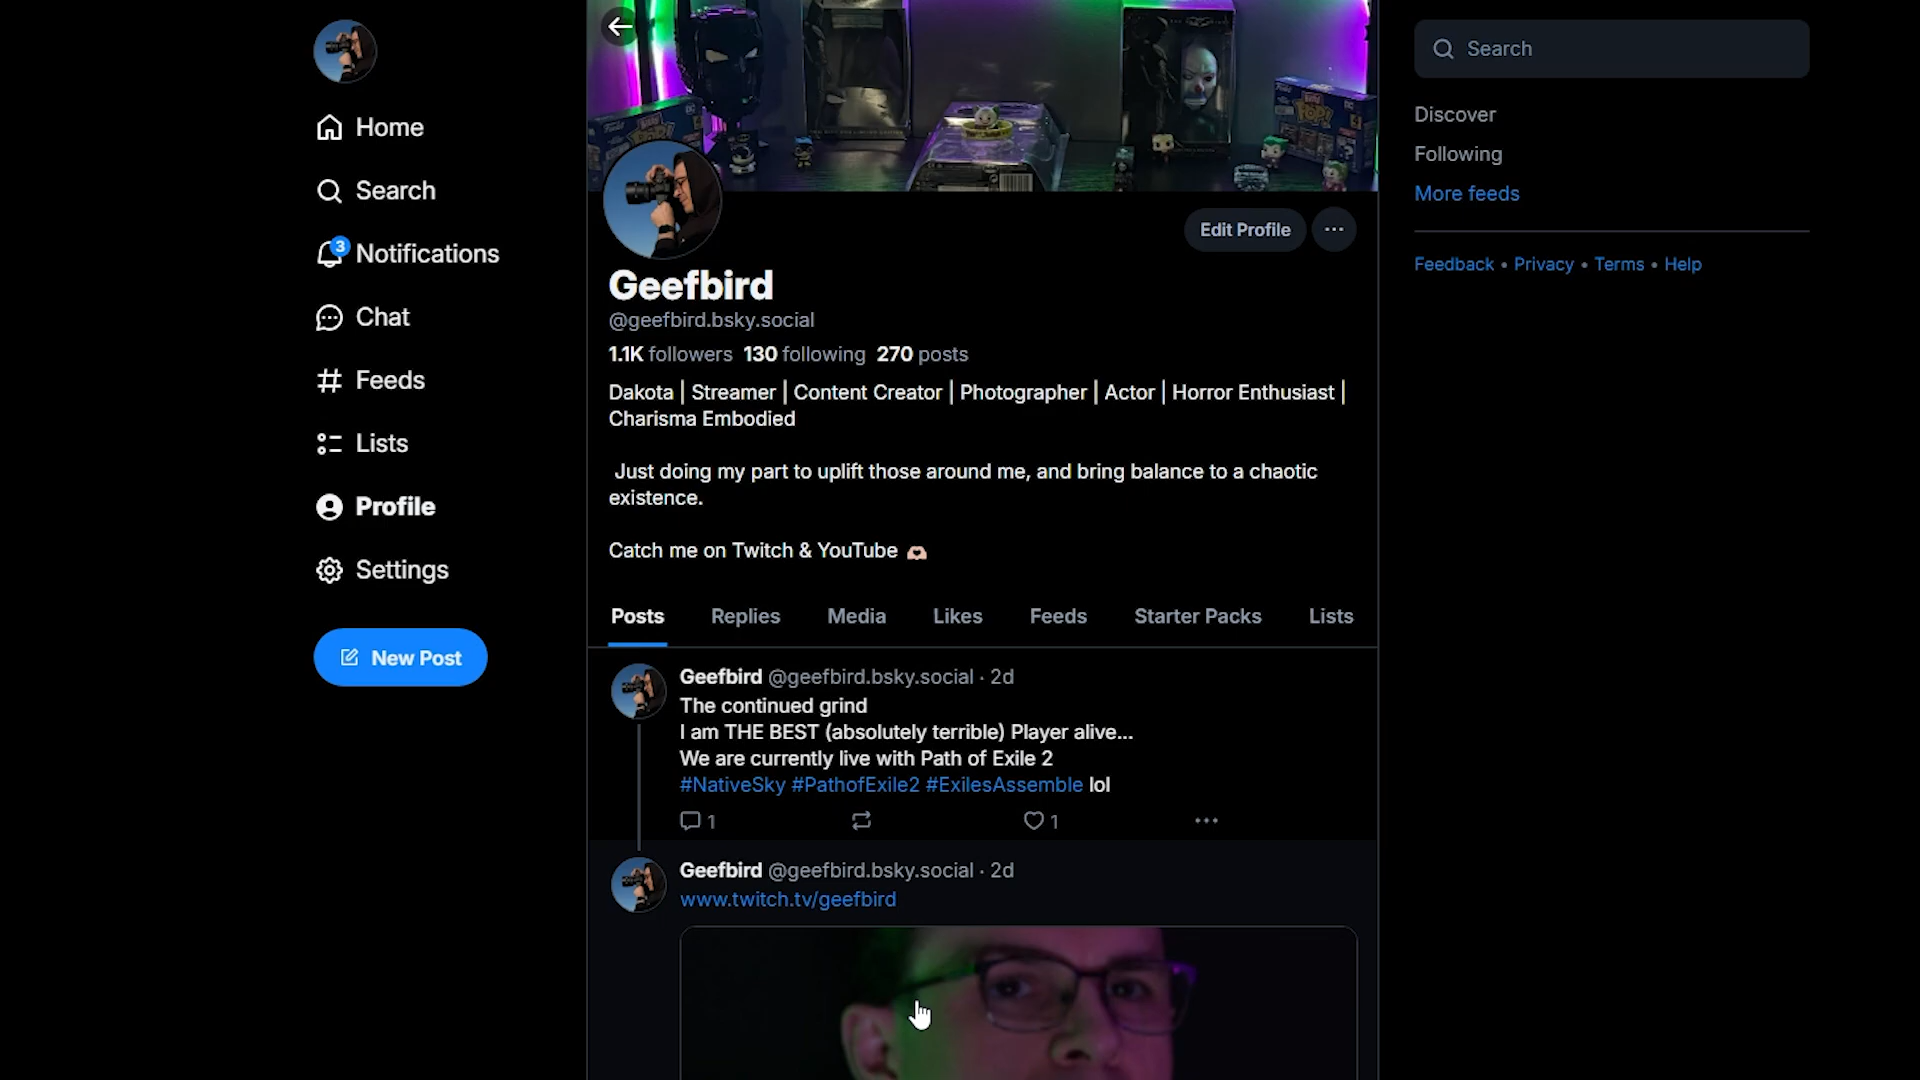 Home
Search
3
Notifications
Chat
Feeds
Lists
Profile
Settings
New Post
Edit Profile
Geefbird
@geefbird.bsky.social
1.1K followers 130 following 270 posts
Dakota | Streamer | Content Creator | Photographer | Actor | Horror Enthusiast |
Charisma Embodied
Just doing my part to uplift those around me, and bring balance to a chaotic
existence.
Catch me on Twitch & YouTube 🫶🏻
Posts Replies Media Likes Feeds Starter Packs Lists
Geefbird @geefbird.bsky.social · 2d
The continued grind
I am THE BEST (absolutely terrible) Player alive...
We are currently live with Path of Exile 2
#NativeSky #PathofExile2 #ExilesAssemble lol
1 1
Geefbird @geefbird.bsky.social · 2d
www.twitch.tv/geefbird
Search
Discover
Following
More feeds
Feedback • Privacy • Terms • Help